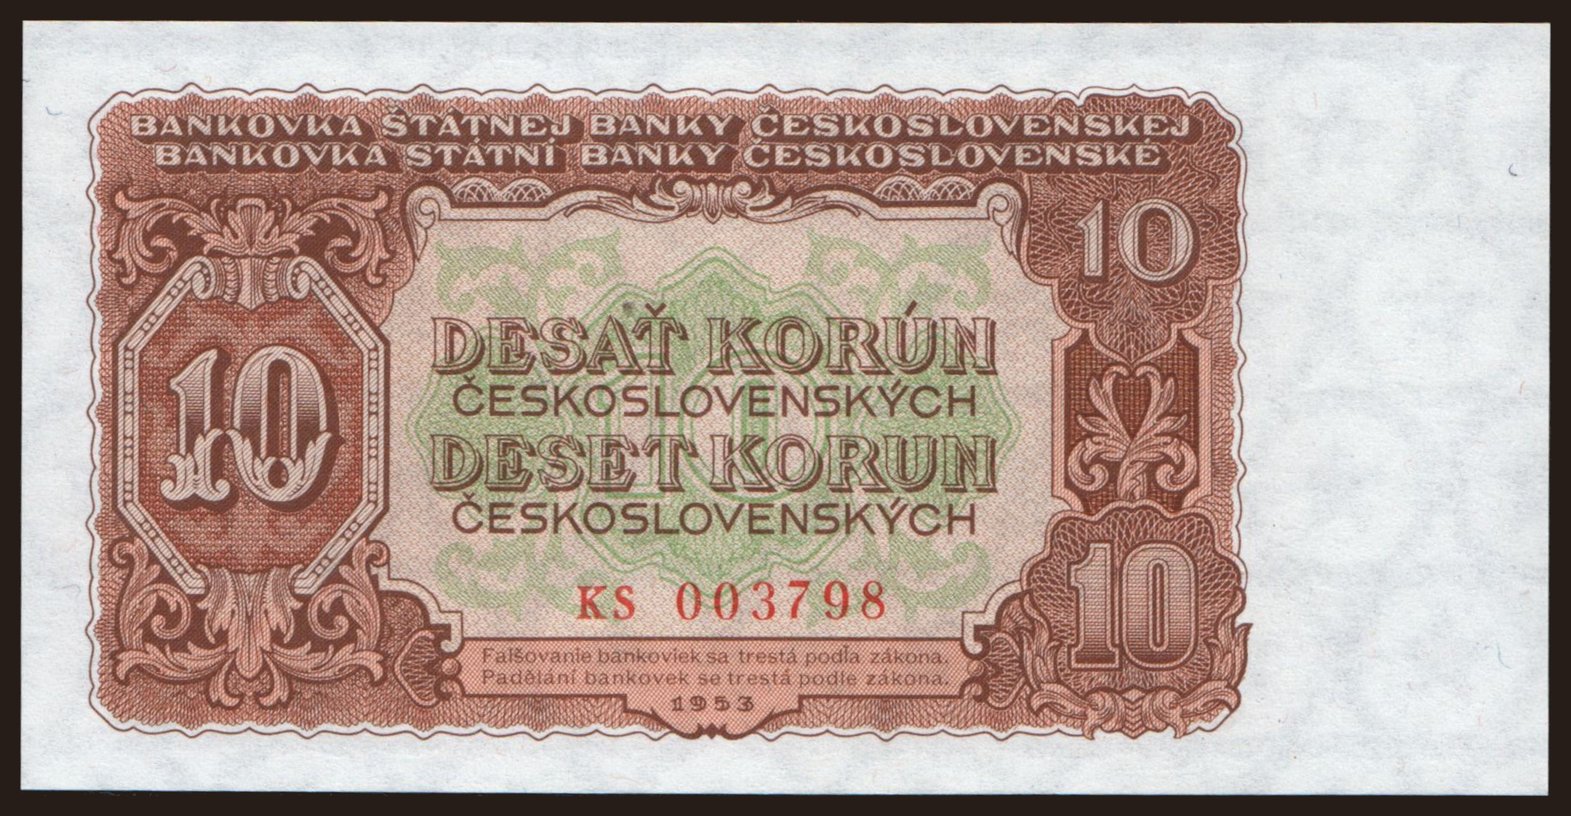 BANKOVKA ŠTÁTNEJ BANKY ČESKOSLOVENSKEJ
BANKOVKA STÁTNÍ BANKY ČESKOSLOVENSKÉ
10
10
DESAŤ KORÚN
ČESKOSLOVENSKÝCH
DESET KORUN
ČESKOSLOVENSKÝCH
10
KS 003798
10
Falšovanie bankoviek sa trestá podľa zákona.
Padělání bankovek se trestá podle zákona.
1953